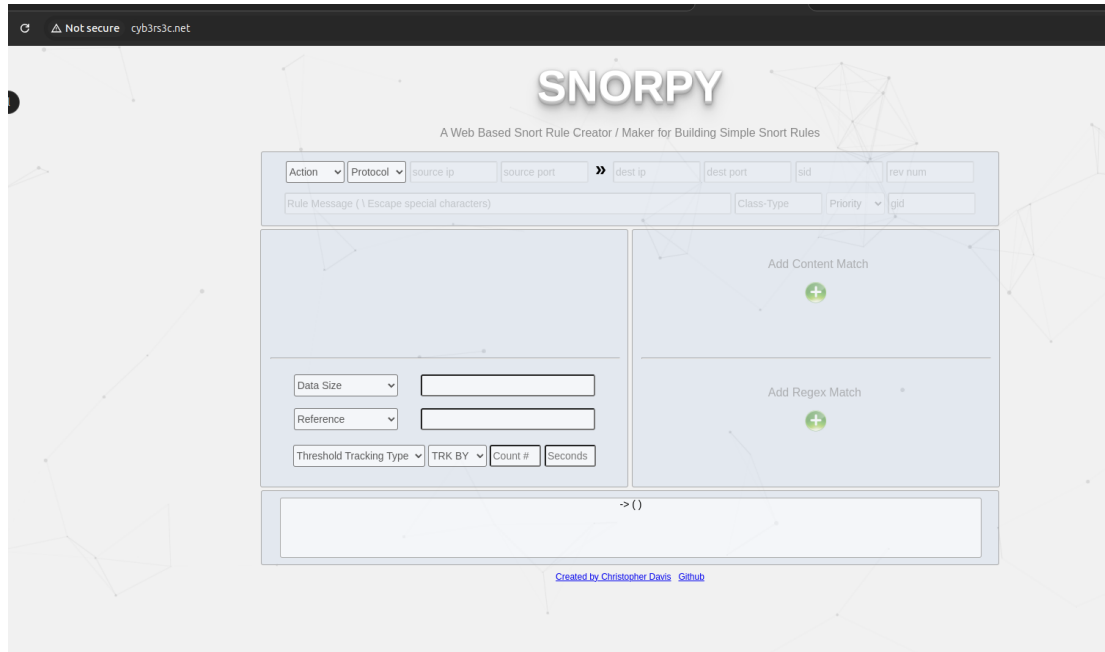 Not secure cyb3rs3c.net
SNORPY
A Web Based Snort Rule Creator / Maker for Building Simple Snort Rules
Action Protocol source ip source port » dest ip dest port sid rev num
Rule Message ( \ Escape special characters) Class-Type Priority gid
Add Content Match
Data Size
Add Regex Match
Reference
Threshold Tracking Type TRK BY Count # Seconds
-> ( )
Created by Christopher Davis Github